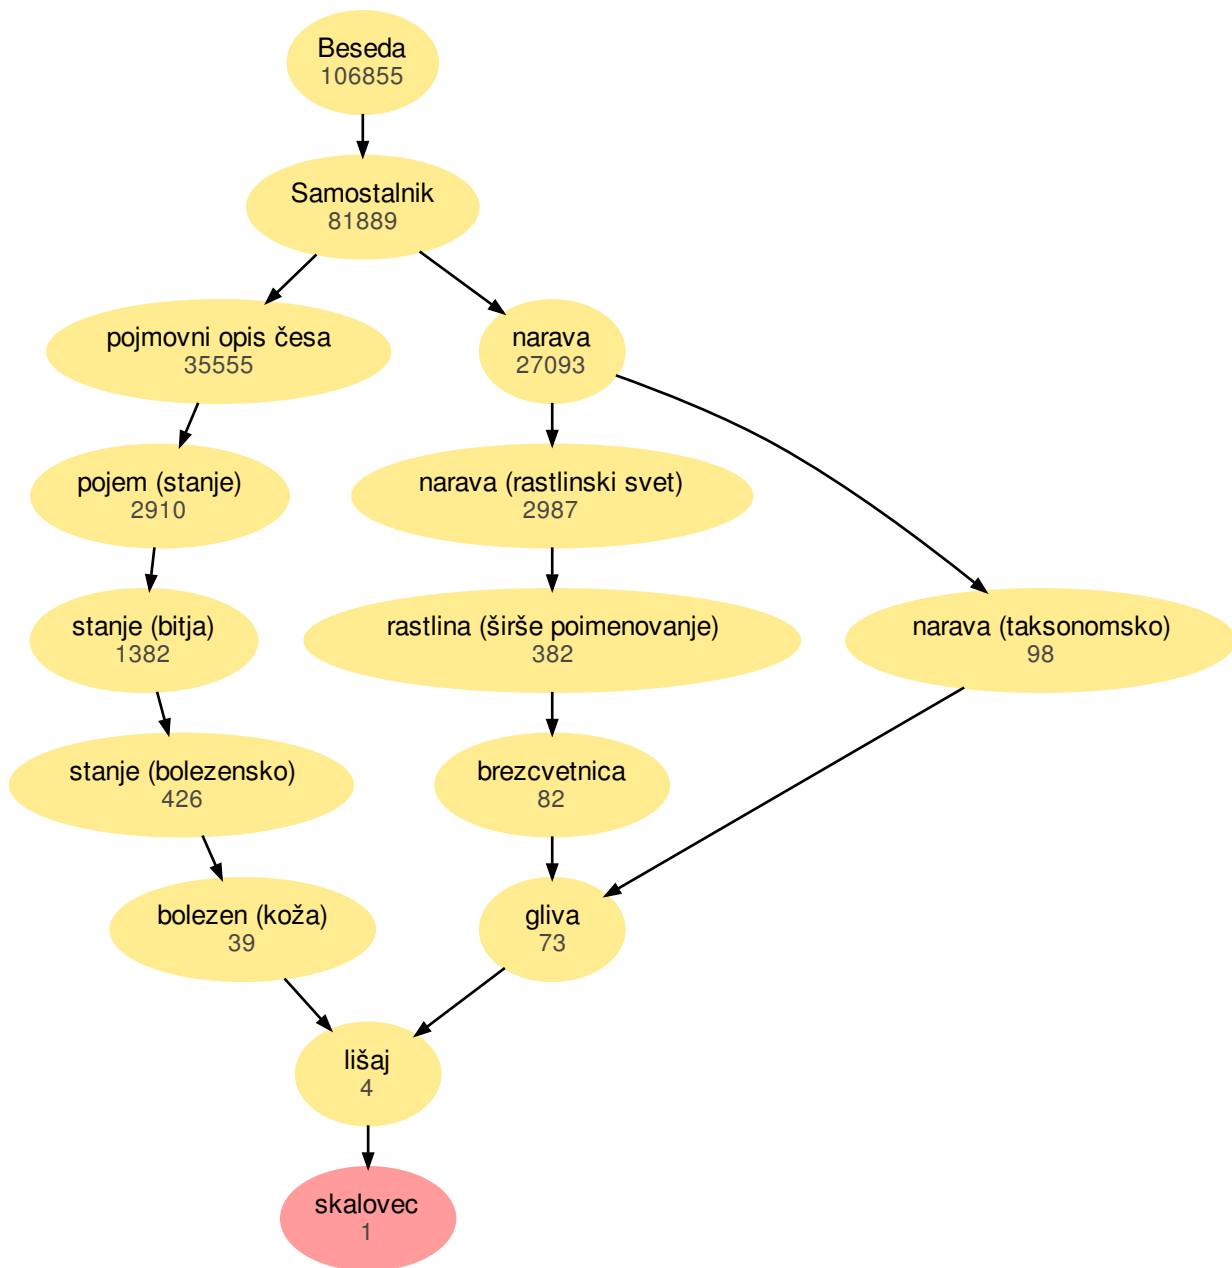 Beseda
106855
Samostalnik
81889
pojmovni opis česa
35555
narava
27093
pojem (stanje)
2910
narava (rastlinski svet)
2987
stanje (bitja)
1382
rastlina (širše poimenovanje)
382
narava (taksonomsko)
98
stanje (bolezensko)
426
brezcvetnica
82
bolezen (koža)
39
gliva
73
lišaj
4
skalovec
1